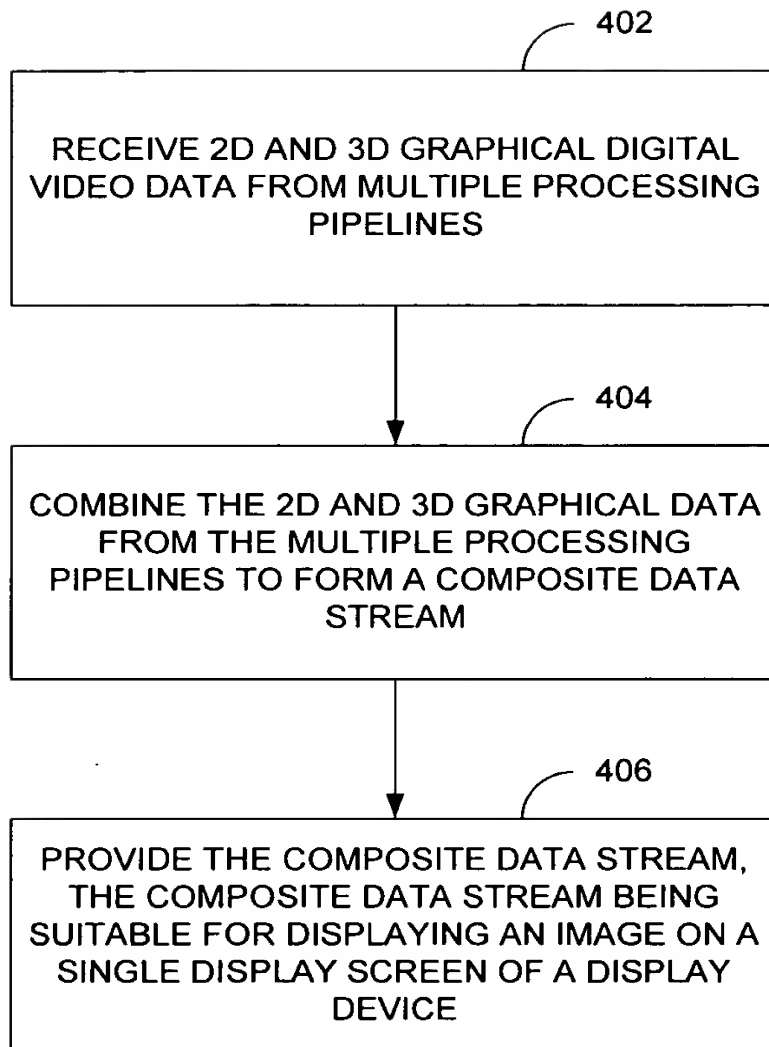 402
RECEIVE 2D AND 3D GRAPHICAL DIGITAL
VIDEO DATA FROM MULTIPLE PROCESSING
PIPELINES
404
COMBINE THE 2D AND 3D GRAPHICAL DATA
FROM THE MULTIPLE PROCESSING
PIPELINES TO FORM A COMPOSITE DATA
STREAM
406
PROVIDE THE COMPOSITE DATA STREAM,
THE COMPOSITE DATA STREAM BEING
SUITABLE FOR DISPLAYING AN IMAGE ON A
SINGLE DISPLAY SCREEN OF A DISPLAY
DEVICE